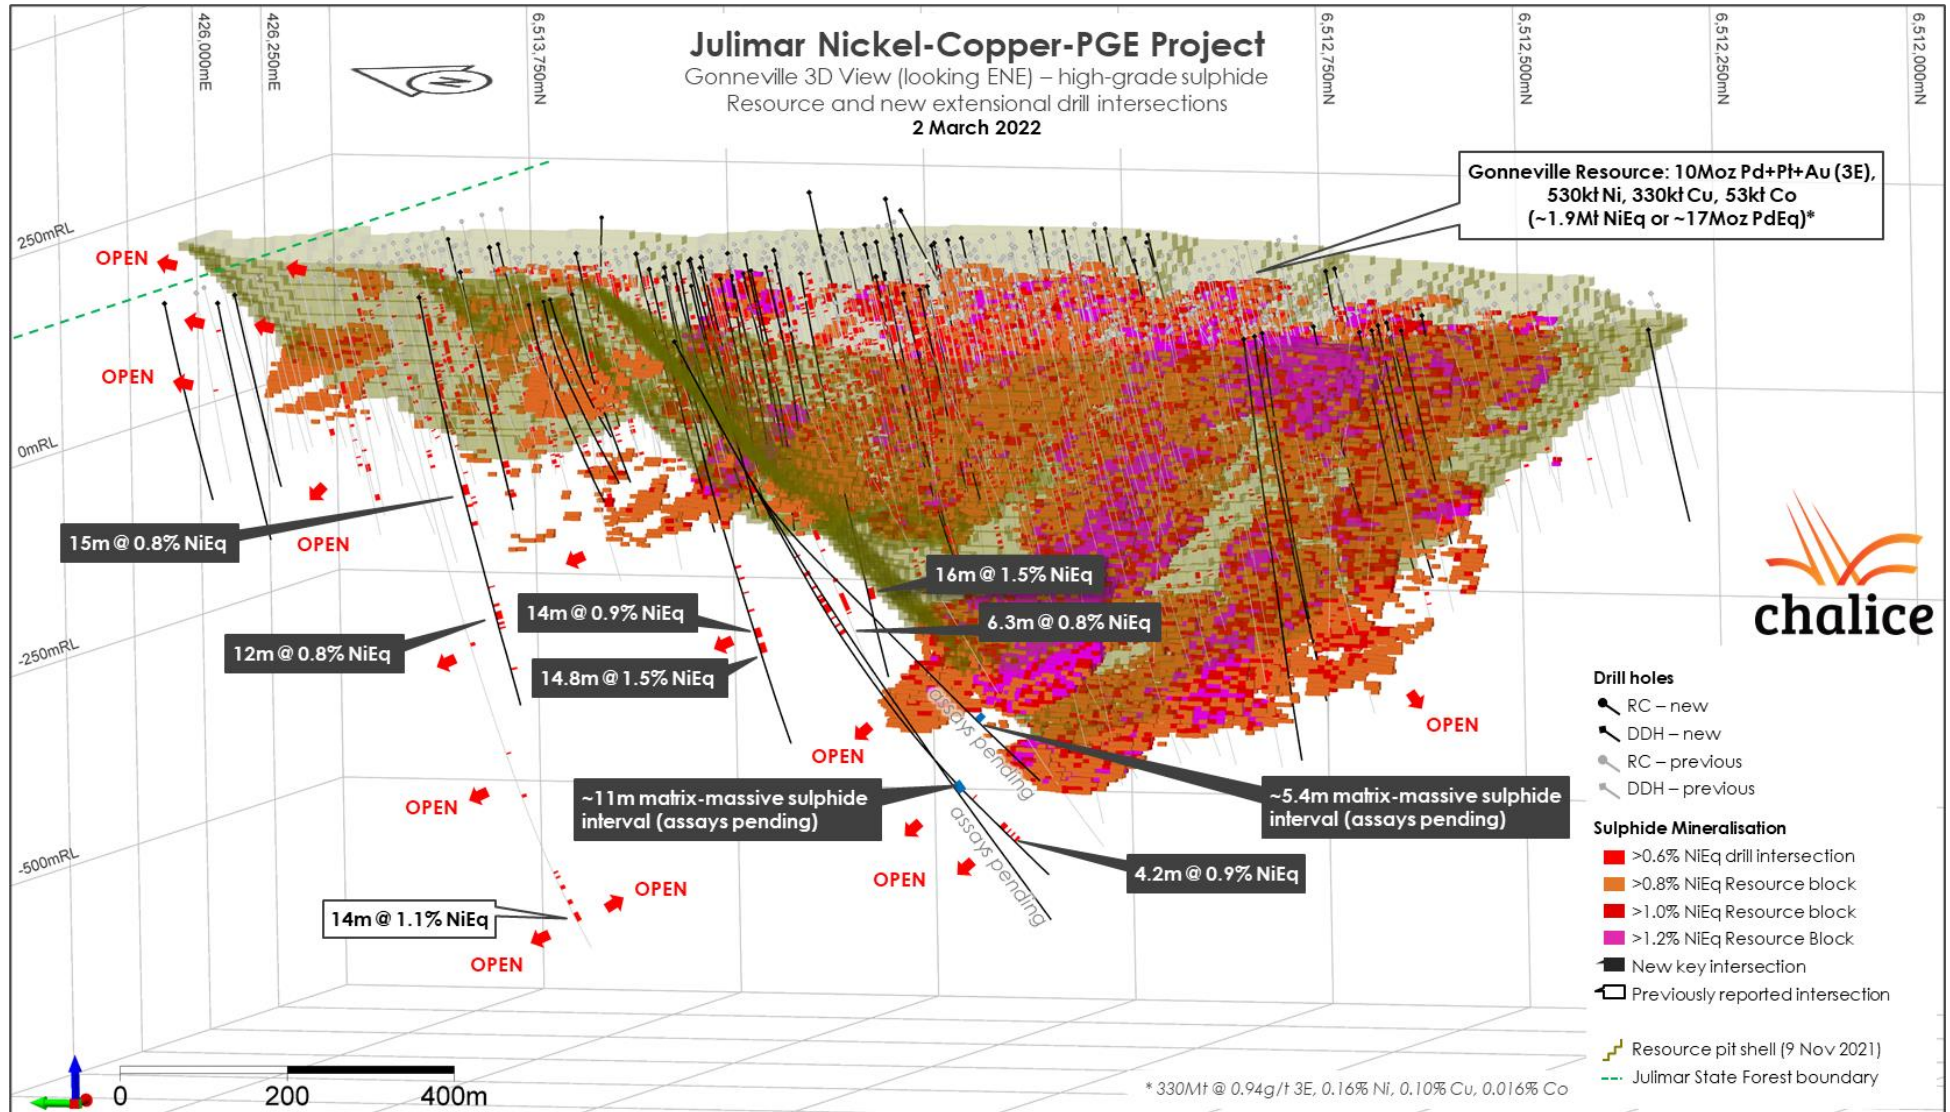 Julimar Nickel-Copper-PGE Project
Gonneville 3D View (looking ENE) – high-grade sulphide
Resource and new extensional drill intersections
2 March 2022
426,000mE
426,250mE
6,513,750mN
6,512,750mN
6,512,500mN
6,512,250mN
6,512,000mN
N
Gonneville Resource: 10Moz Pd+Pt+Au (3E),
530kt Ni, 330kt Cu, 53kt Co
(~1.9Mt NiEq or ~17Moz PdEq)*
250mRL
0mRL
-250mRL
-500mRL
OPEN
OPEN
OPEN
15m @ 0.8% NiEq
12m @ 0.8% NiEq
14m @ 0.9% NiEq
14.8m @ 1.5% NiEq
16m @ 1.5% NiEq
6.3m @ 0.8% NiEq
assays pending
OPEN
OPEN
OPEN
~11m matrix-massive sulphide
interval (assays pending)
~5.4m matrix-massive sulphide
interval (assays pending)
assays pending
4.2m @ 0.9% NiEq
OPEN
OPEN
14m @ 1.1% NiEq
OPEN
chalice
Drill holes
RC – new
DDH – new
RC – previous
DDH – previous
Sulphide Mineralisation
>0.6% NiEq drill intersection
>0.8% NiEq Resource block
>1.0% NiEq Resource block
>1.2% NiEq Resource Block
New key intersection
Previously reported intersection
Resource pit shell (9 Nov 2021)
Julimar State Forest boundary
0 200 400m
* 330Mt @ 0.94g/t 3E, 0.16% Ni, 0.10% Cu, 0.016% Co